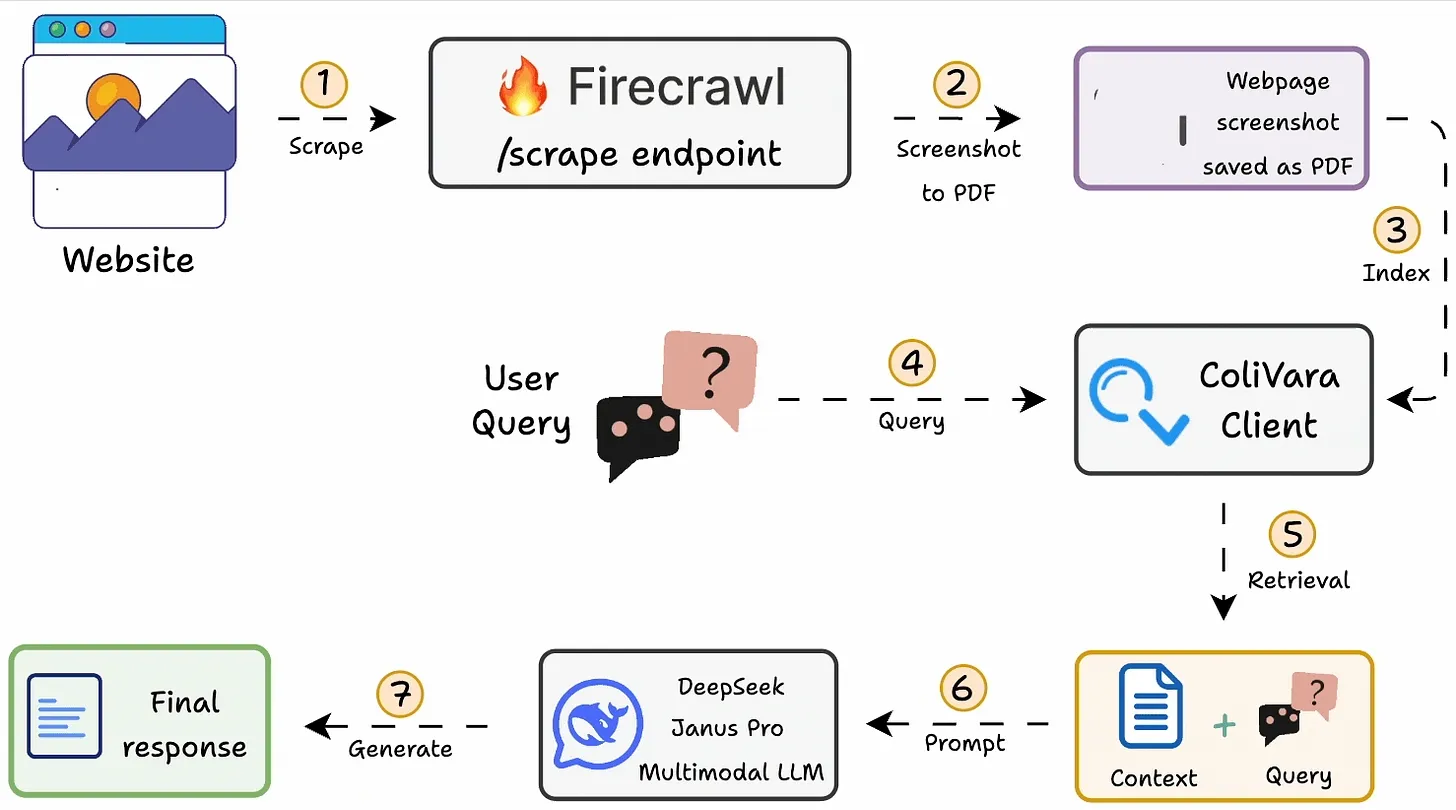 1
Scrape
Firecrawl
/scrape endpoint
2
Screenshot
to PDF
Webpage
screenshot
saved as PDF
Website
3
Index
User
Query
?
4
Query
ColiVara
Client
5
Retrieval
Final
response
7
Generate
DeepSeek
Janus Pro
Multimodal LLM
6
Prompt
Context
+
?
Query